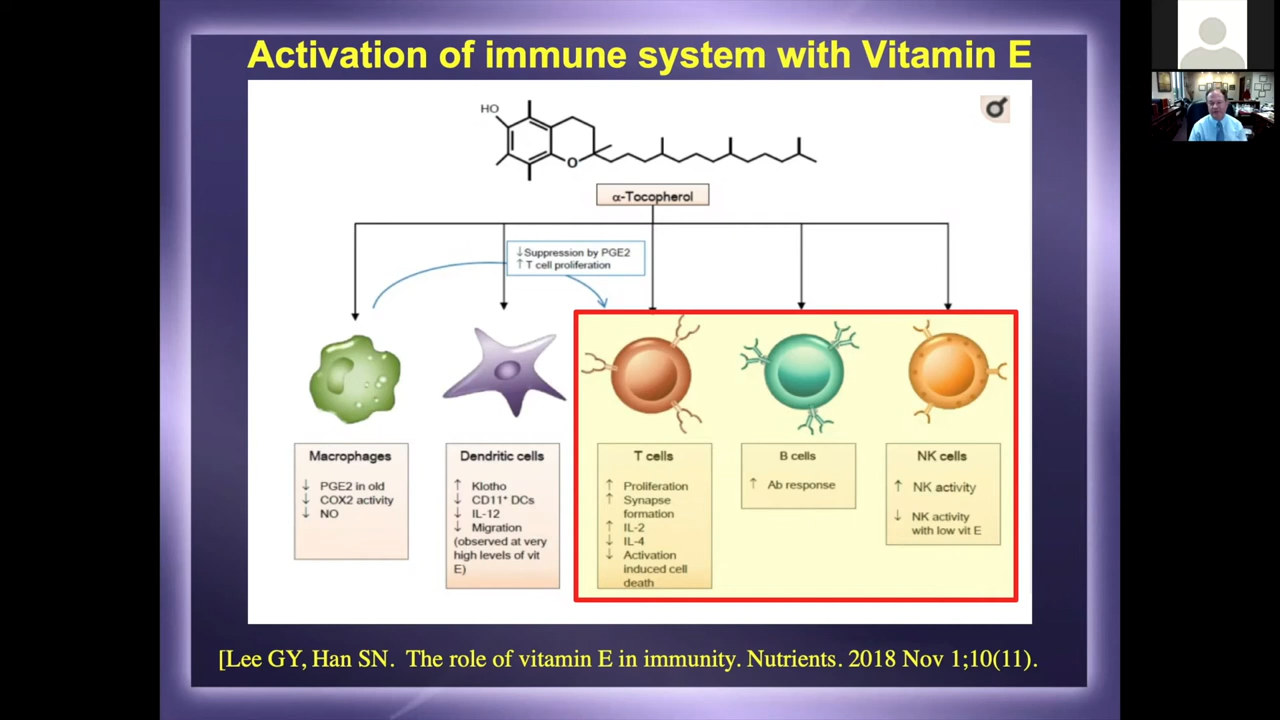 Activation of immune system with Vitamin E
HO
O
α-Tocopherol
↓Suppression by PGE2
↑T cell proliferation
Macrophages
↓ PGE2 in old
↓ COX2 activity
↓ NO
Dendritic cells
↑ Klotho
↓ CD11⁺ DCs
↓ IL-12
↓ Migration
(observed at very
high levels of vit
E)
T cells
↑ Proliferation
↑ Synapse
formation
↑ IL-2
↓ IL-4
↓ Activation
induced cell
death
B cells
↑ Ab response
NK cells
↑ NK activity
↓ NK activity
with low vit E
[Lee GY, Han SN. The role of vitamin E in immunity. Nutrients. 2018 Nov 1;10(11).